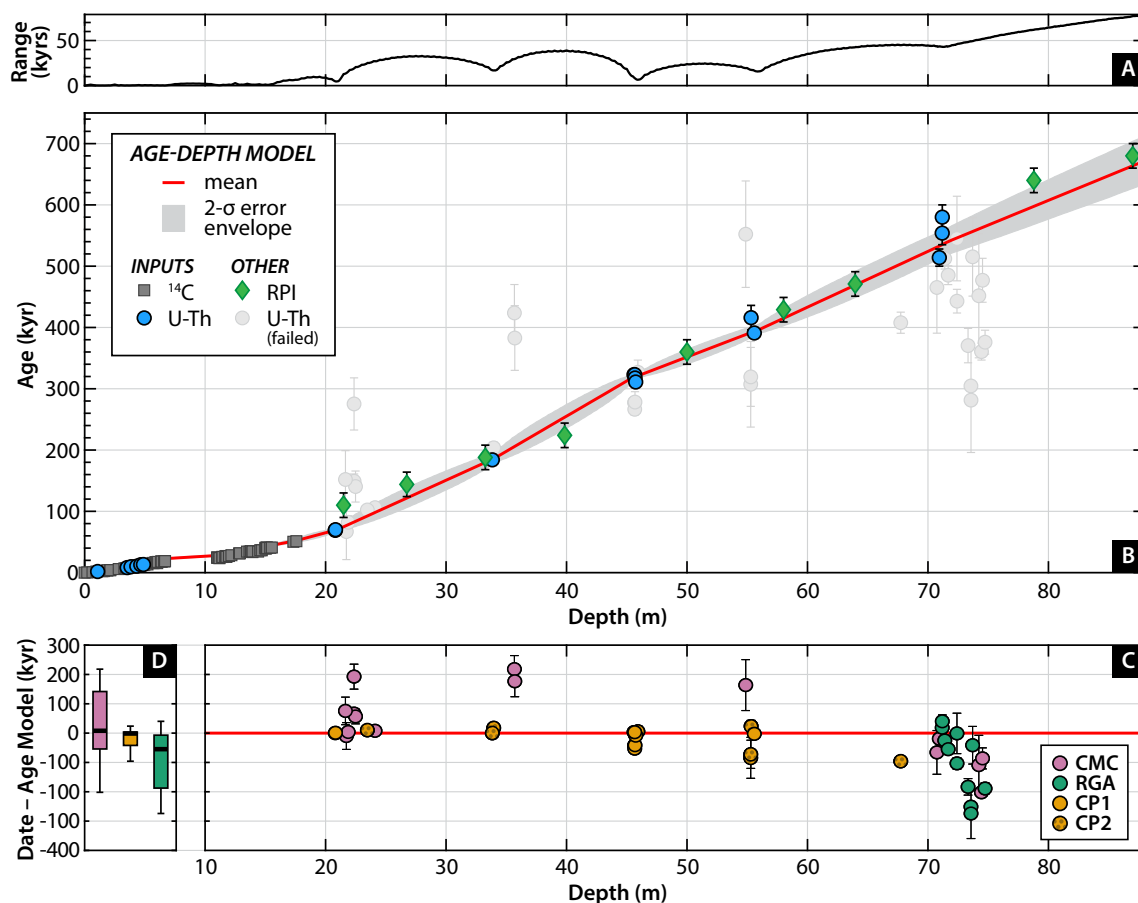 Range
(kyrs)
50
0
A
Age (kyr)
700
600
500
400
300
200
100
0
AGE-DEPTH MODEL
mean
2-σ error
envelope
INPUTS OTHER
¹⁴C RPI
U-Th U-Th
(failed)
B
0 10 20 30 40 50 60 70 80
Depth (m)
Date – Age Model (kyr)
300
200
100
0
-100
-100
-100
-400
D
C
CMC
RGA
CP1
CP2
10 20 30 40 50 60 70 80
Depth (m)